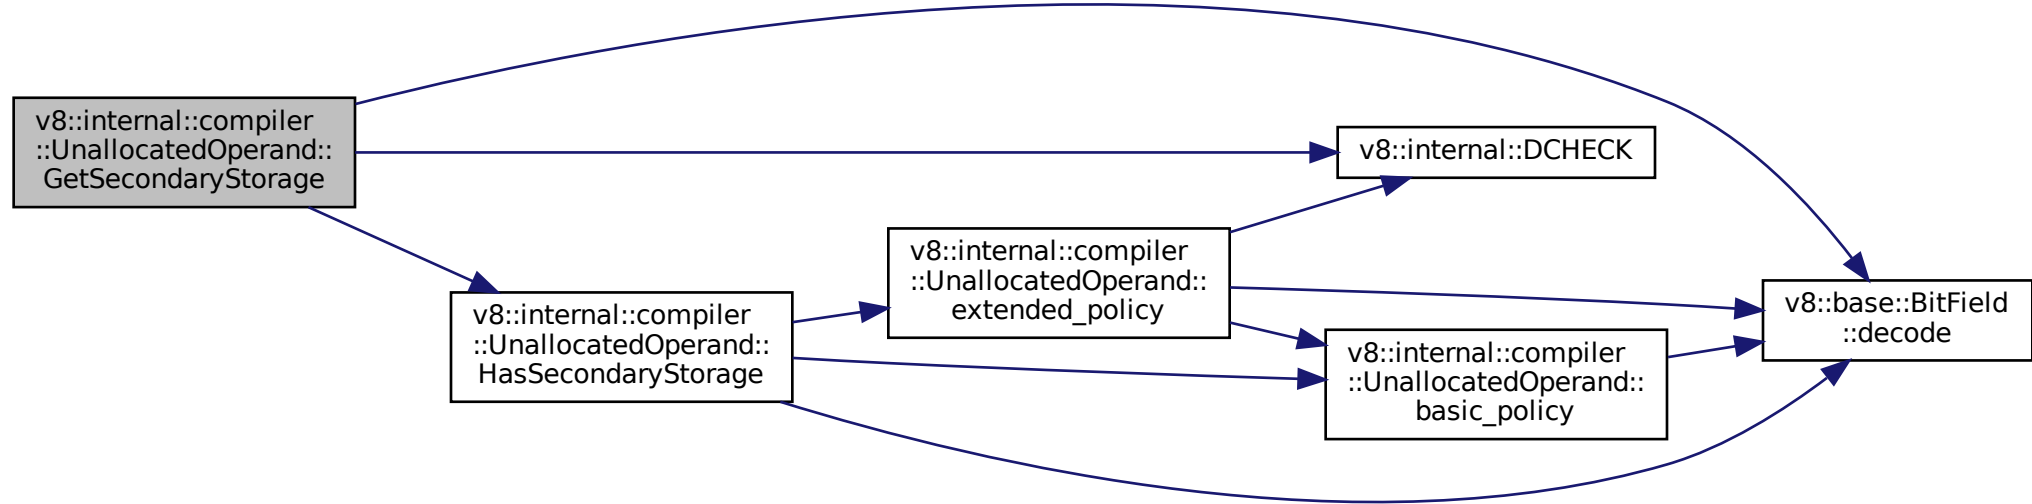 v8::internal::compiler
::UnallocatedOperand::
GetSecondaryStorage
v8::internal::DCHECK
v8::internal::compiler
::UnallocatedOperand::
extended_policy
v8::internal::compiler
::UnallocatedOperand::
HasSecondaryStorage
v8::internal::compiler
::UnallocatedOperand::
basic_policy
v8::base::BitField
::decode